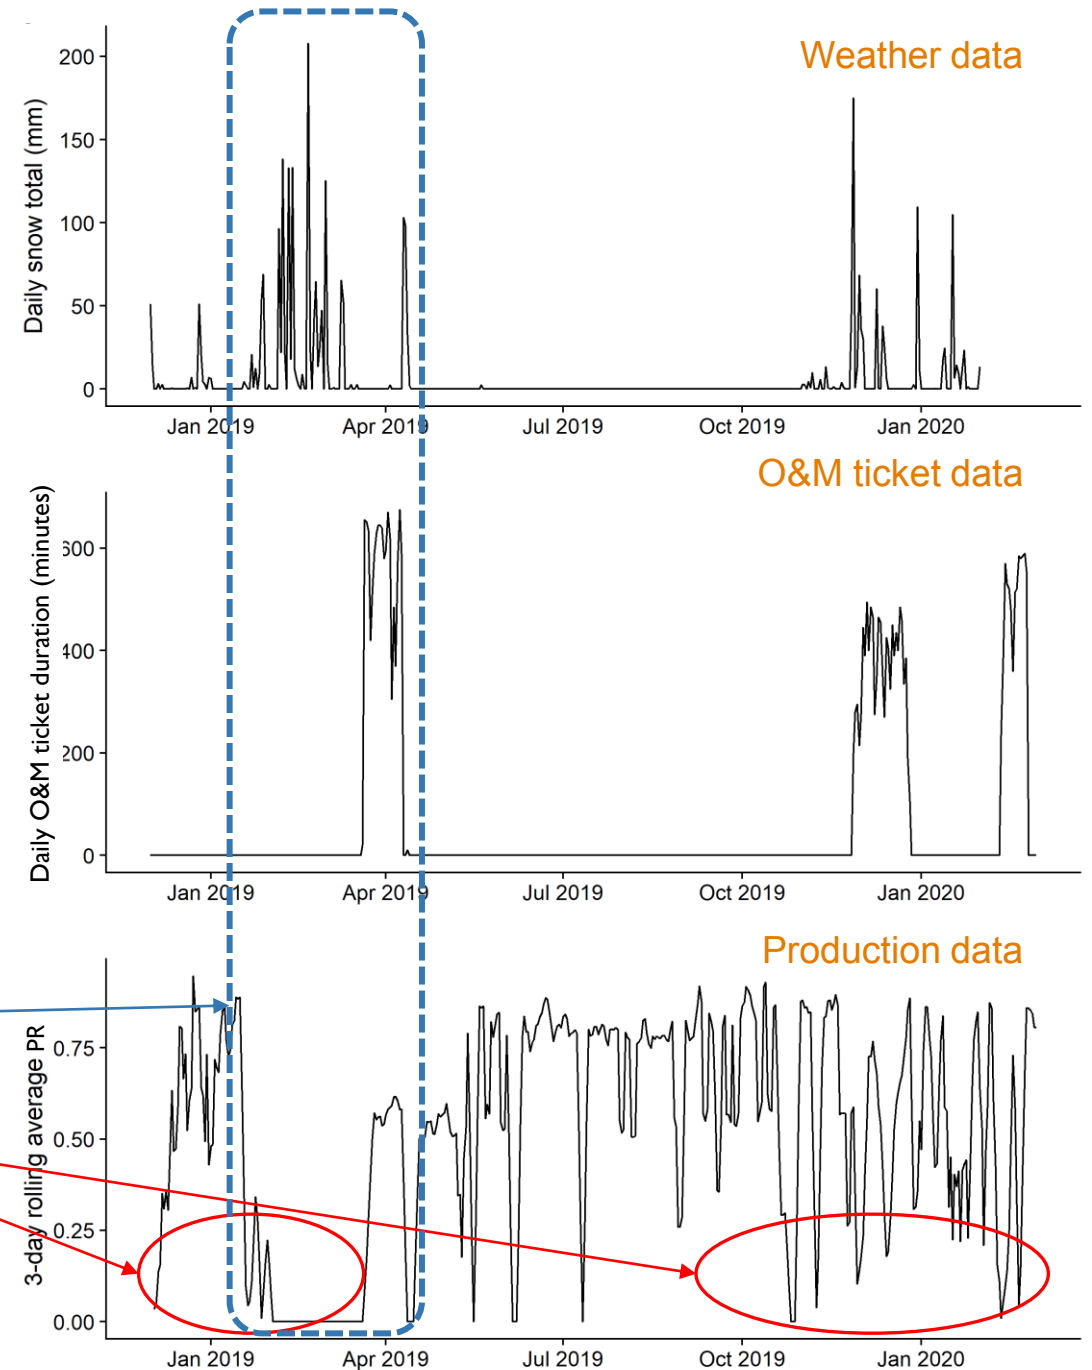 Weather data
Daily snow total (mm)
200
150
100
50
0
Jan 2019 Apr 2019 Jul 2019 Oct 2019 Jan 2020
O&M ticket data
Daily O&M ticket duration (minutes)
600
400
200
0
Jan 2019 Apr 2019 Jul 2019 Oct 2019 Jan 2020
Production data
3-day rolling average PR
0.75
0.50
0.25
0.00
Jan 2019 Apr 2019 Jul 2019 Oct 2019 Jan 2020